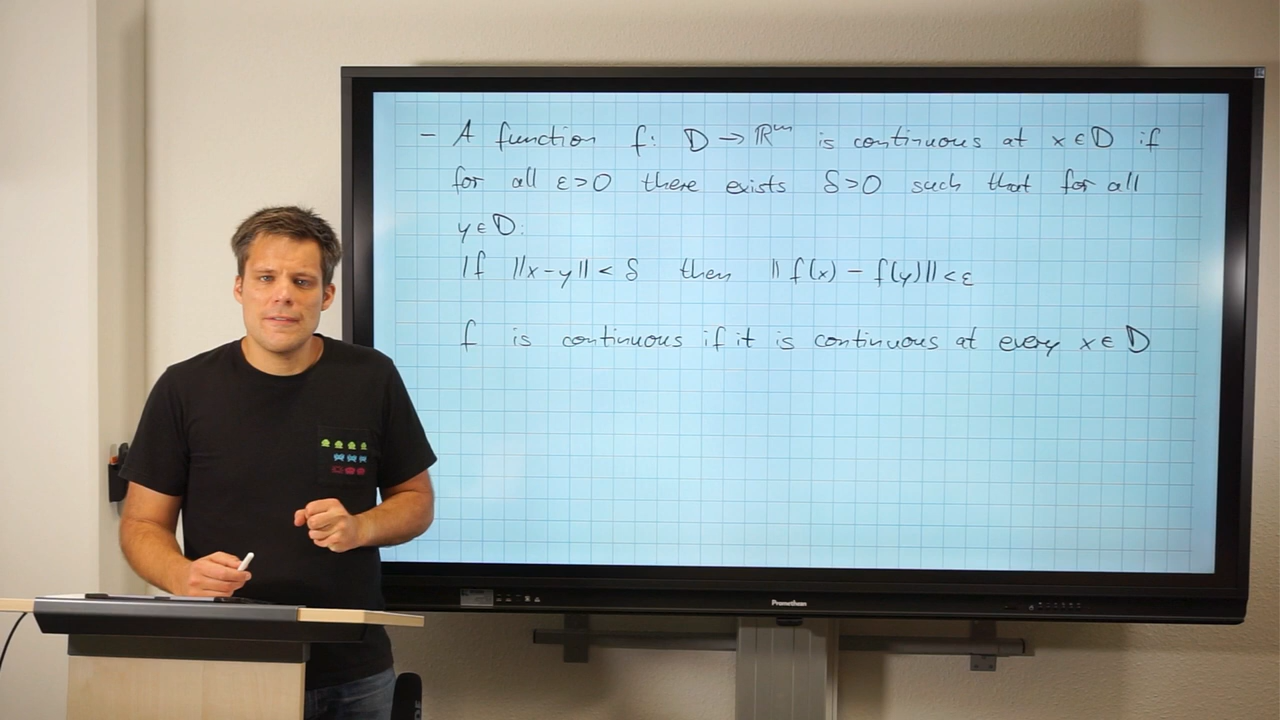 - A function f: D → ℝᵐ is continuous at x ∈ D if
for all ε>0 there exists δ>0 such that for all
y ∈ D:
If ||x-y|| < δ then || f(x) - f(y) || < ε
f is continuous if it is continuous at every x ∈ D
Promethean